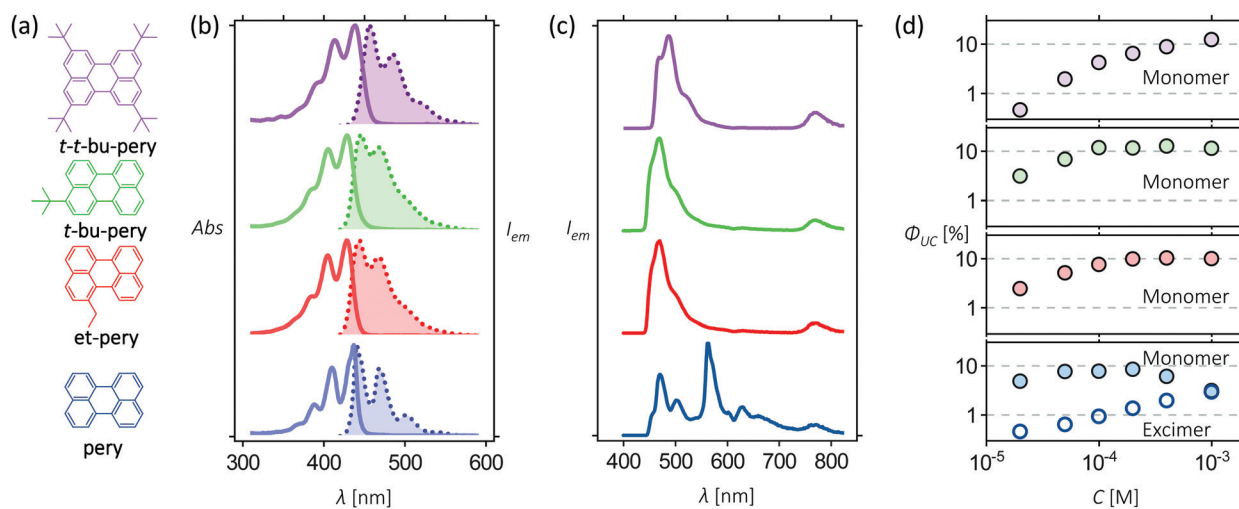 (a)
t-t-bu-pery
t-bu-pery
et-pery
pery
(b)
Abs
I_em
300 400 500 600
λ [nm]
(c)
I_em
400 500 600 700 800
λ [nm]
(d)
Φ_UC [%]
10
1
Monomer
10
1
Monomer
10
1
Monomer
10
1
Monomer
Excimer
10⁻⁵ 10⁻⁴ 10⁻³
C [M]